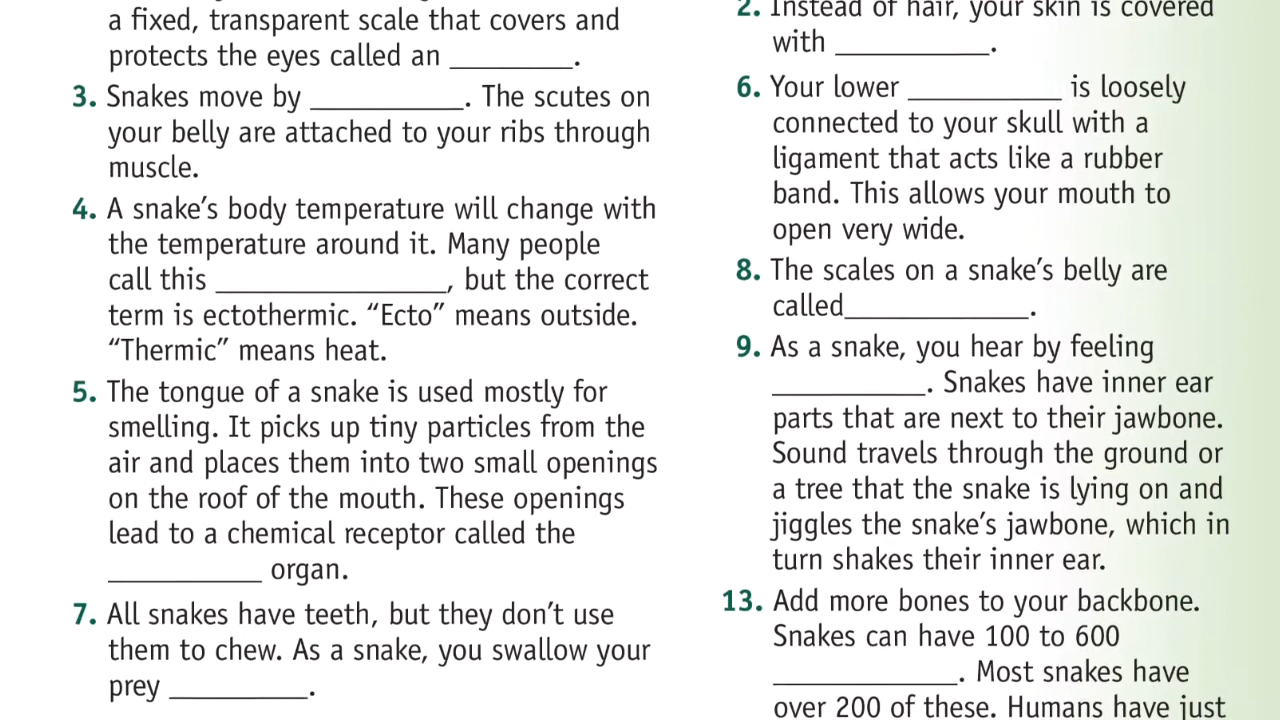 a fixed, transparent scale that covers and
protects the eyes called an _________.
3. Snakes move by ___________. The scutes on
your belly are attached to your ribs through
muscle.
4. A snake’s body temperature will change with
the temperature around it. Many people
call this _________________, but the correct
term is ectothermic. “Ecto” means outside.
“Thermic” means heat.
5. The tongue of a snake is used mostly for
smelling. It picks up tiny particles from the
air and places them into two small openings
on the roof of the mouth. These openings
lead to a chemical receptor called the
___________ organ.
7. All snakes have teeth, but they don’t use
them to chew. As a snake, you swallow your
prey __________.
2. Instead of hair, your skin is covered
with ___________.
6. Your lower ___________ is loosely
connected to your skull with a
ligament that acts like a rubber
band. This allows your mouth to
open very wide.
8. The scales on a snake’s belly are
called_____________.
9. As a snake, you hear by feeling
___________. Snakes have inner ear
parts that are next to their jawbone.
Sound travels through the ground or
a tree that the snake is lying on and
jiggles the snake’s jawbone, which in
turn shakes their inner ear.
13. Add more bones to your backbone.
Snakes can have 100 to 600
_____________. Most snakes have
over 200 of these. Humans have just